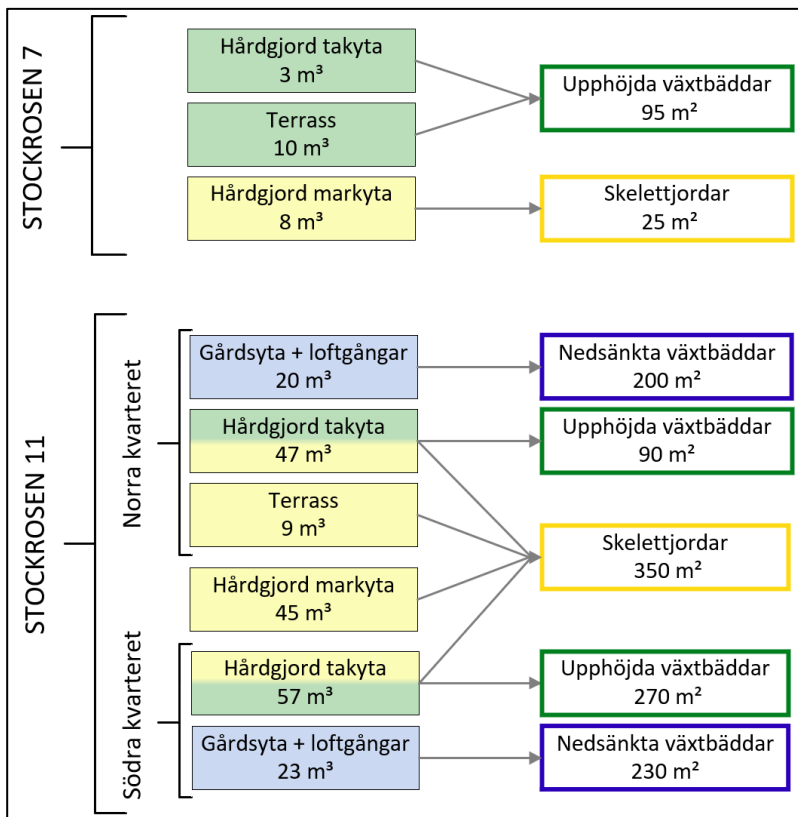 STOCKROSEN 7
Hårdgjord takyta
3 m³
Terrass
10 m³
Upphöjda växtbäddar
95 m²
Hårdgjord markyta
8 m³
Skelettjordar
25 m²
STOCKROSEN 11
Norra kvarteret
Gårdsyta + loftgångar
20 m³
Nedsänkta växtbäddar
200 m²
Hårdgjord takyta
47 m³
Upphöjda växtbäddar
90 m²
Terrass
9 m³
Skelettjordar
350 m²
Hårdgjord markyta
45 m³
Södra kvarteret
Hårdgjord takyta
57 m³
Upphöjda växtbäddar
270 m²
Gårdsyta + loftgångar
23 m³
Nedsänkta växtbäddar
230 m²